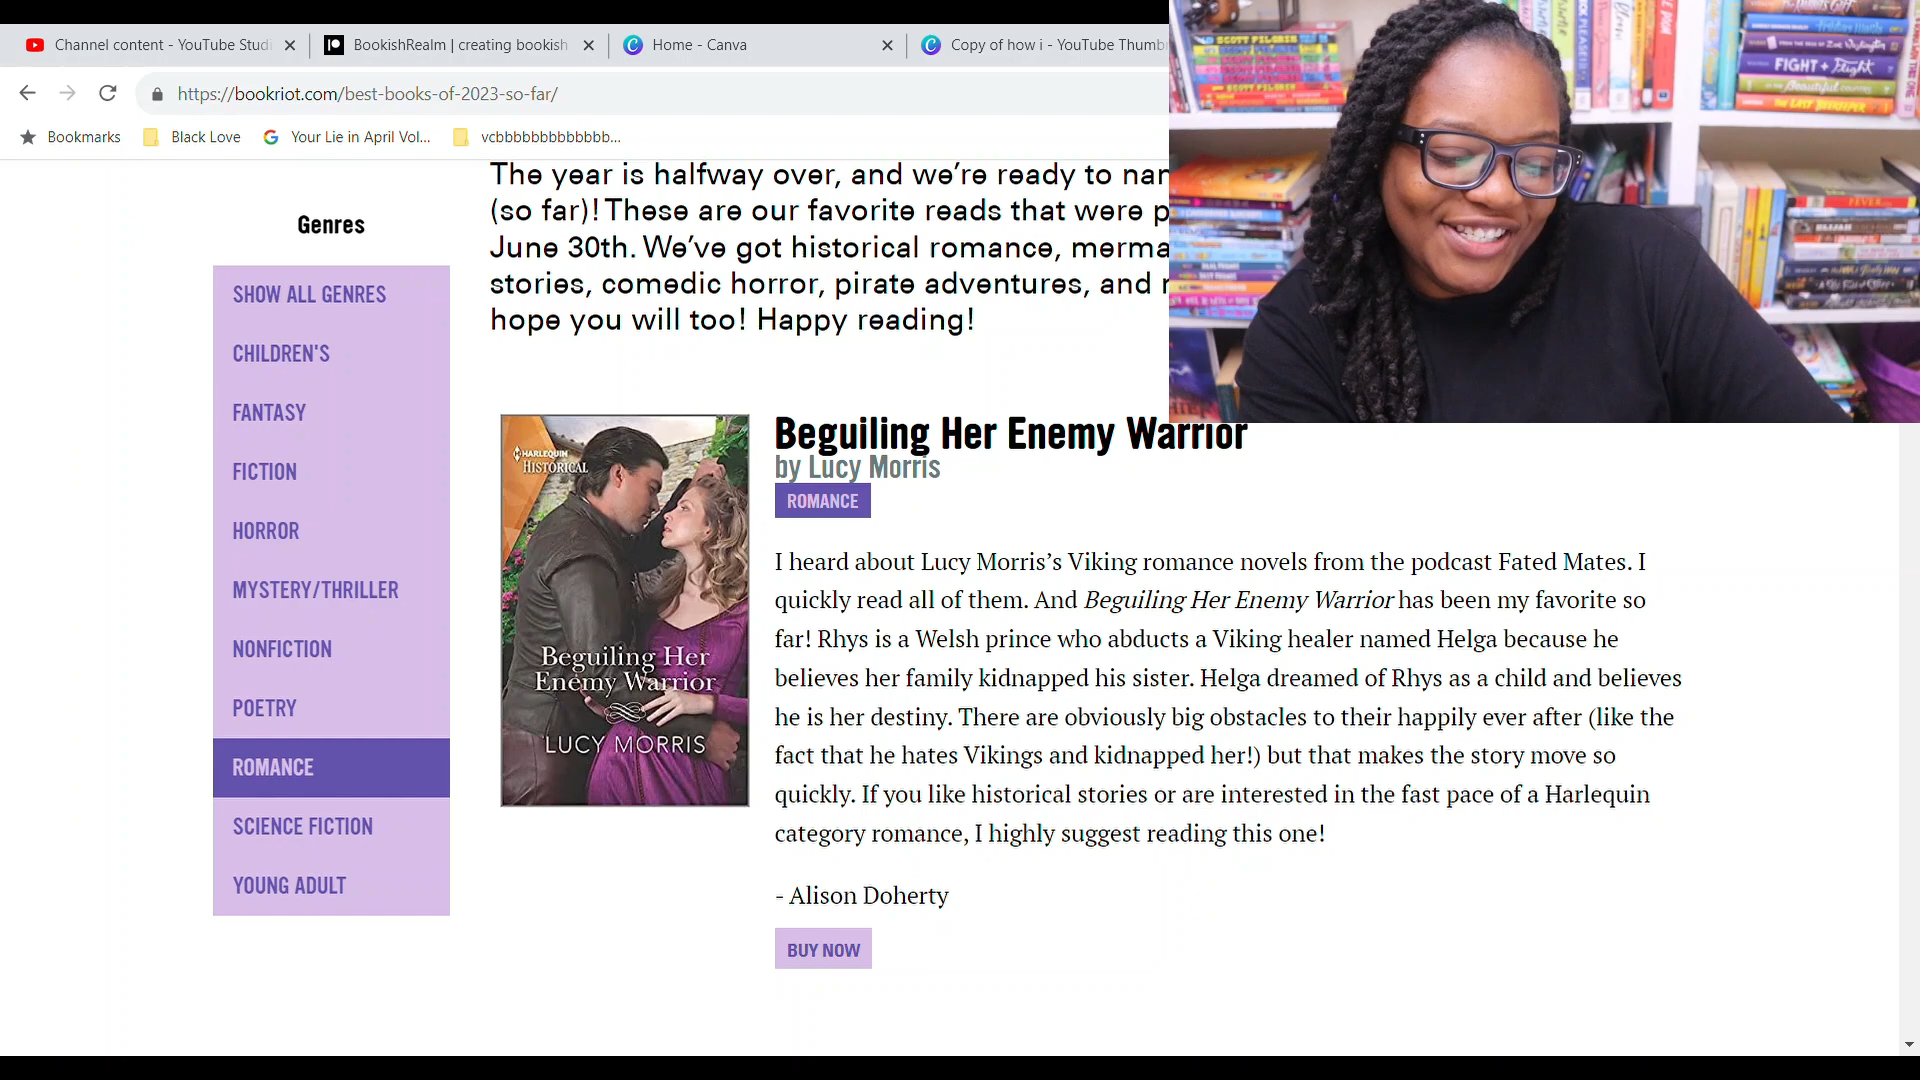 Channel content - YouTube Studi
BookishRealm | creating bookish
Home - Canva
Copy of how i - YouTube Thumb
https://bookriot.com/best-books-of-2023-so-far/
Bookmarks
Black Love
Your Lie in April Vol...
vcbbbbbbbbbbbbb...
The year is halfway over, and we're ready to nan
(so far)! These are our favorite reads that were p
June 30th. We've got historical romance, merma
stories, comedic horror, pirate adventures, and
hope you will too! Happy reading!
Genres
SHOW ALL GENRES
CHILDREN'S
FANTASY
FICTION
HORROR
MYSTERY/THRILLER
NONFICTION
POETRY
ROMANCE
SCIENCE FICTION
YOUNG ADULT
HARLEQUIN
HISTORICAL
Beguiling Her
Enemy Warrior
LUCY MORRIS
Beguiling Her Enemy Warrior
by Lucy Morris
ROMANCE
I heard about Lucy Morris's Viking romance novels from the podcast Fated Mates. I
quickly read all of them. And Beguiling Her Enemy Warrior has been my favorite so
far! Rhys is a Welsh prince who abducts a Viking healer named Helga because he
believes her family kidnapped his sister. Helga dreamed of Rhys as a child and believes
he is her destiny. There are obviously big obstacles to their happily ever after (like the
fact that he hates Vikings and kidnapped her!) but that makes the story move so
quickly. If you like historical stories or are interested in the fast pace of a Harlequin
category romance, I highly suggest reading this one!
- Alison Doherty
BUY NOW
SCOTT PILGRIM
SCOTT PILGRIM
FIGHT + Flight
Beautiful
THE LAST BEEKEEPER
FEVER